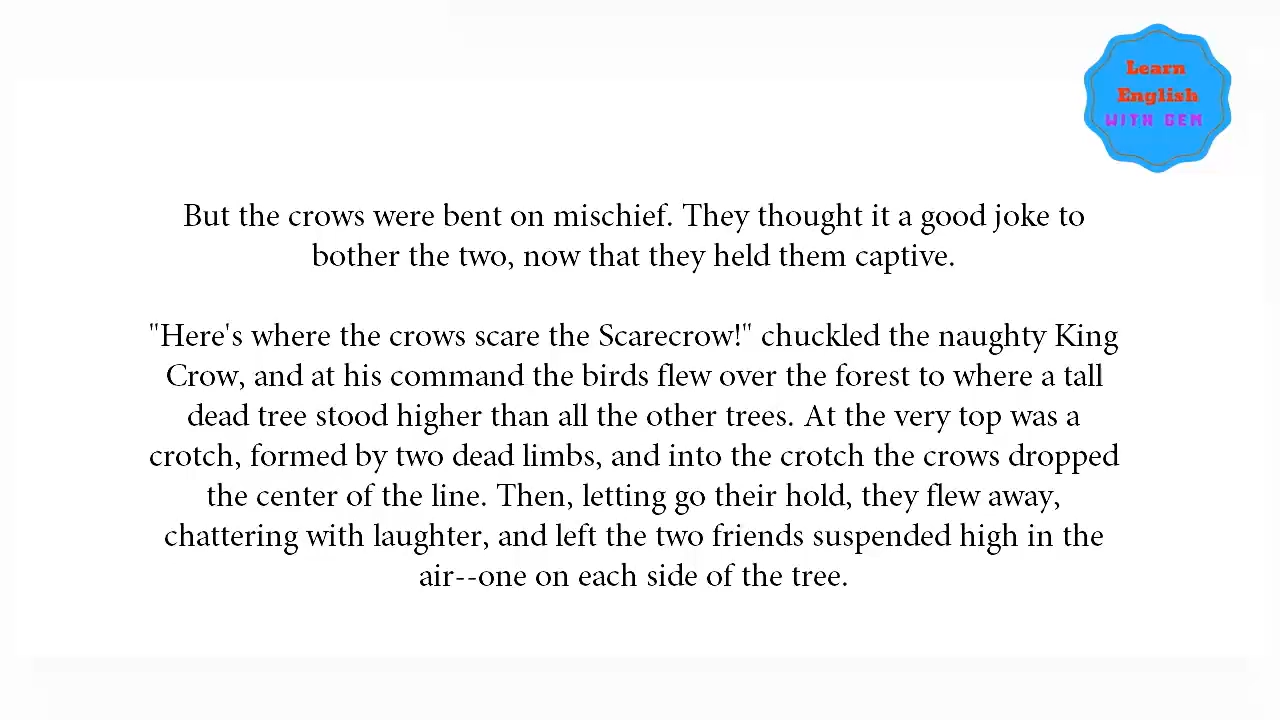 Learn
English
WITH GEM
But the crows were bent on mischief. They thought it a good joke to
bother the two, now that they held them captive.
"Here's where the crows scare the Scarecrow!" chuckled the naughty King
Crow, and at his command the birds flew over the forest to where a tall
dead tree stood higher than all the other trees. At the very top was a
crotch, formed by two dead limbs, and into the crotch the crows dropped
the center of the line. Then, letting go their hold, they flew away,
chattering with laughter, and left the two friends suspended high in the
air--one on each side of the tree.